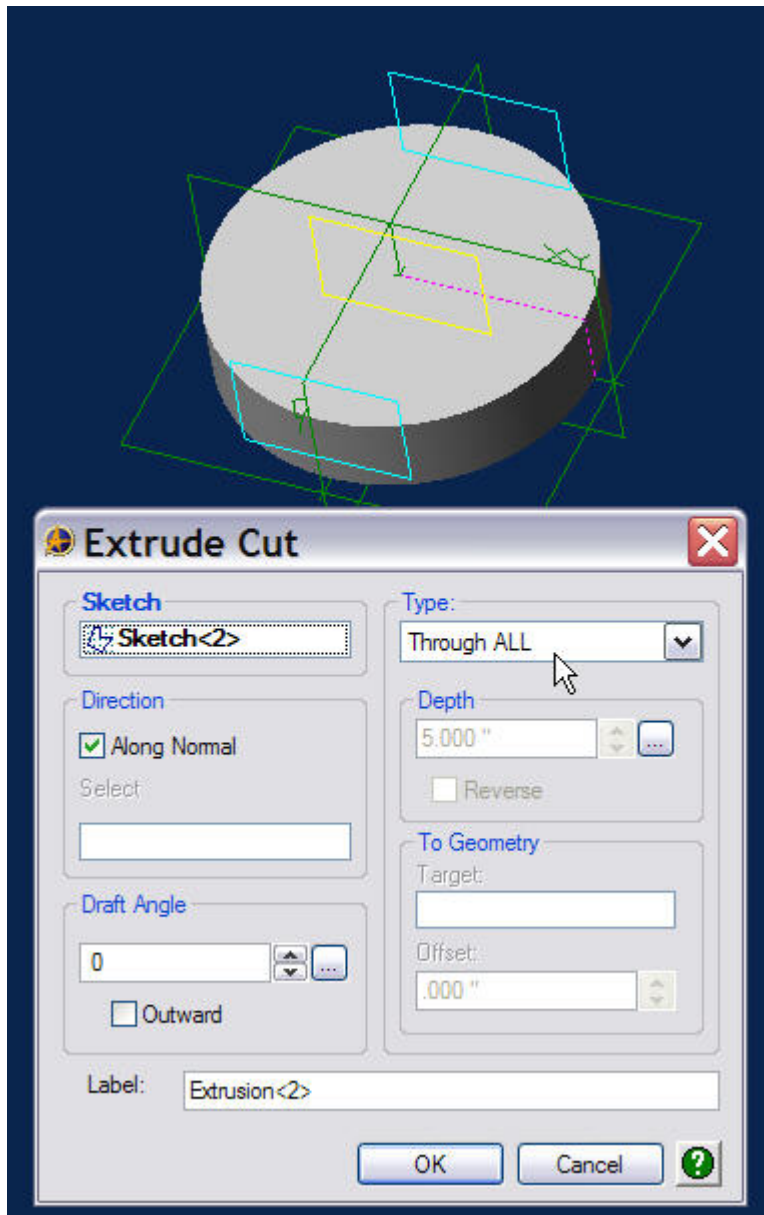 XY
Extrude Cut
Sketch
Sketch<2>
Type:
Through ALL
Direction
Along Normal
Select
Depth
5.000 "
...
Reverse
To Geometry
Target:
Offset:
.000 "
Draft Angle
0
...
Outward
Label:
Extrusion<2>
OK
Cancel
?